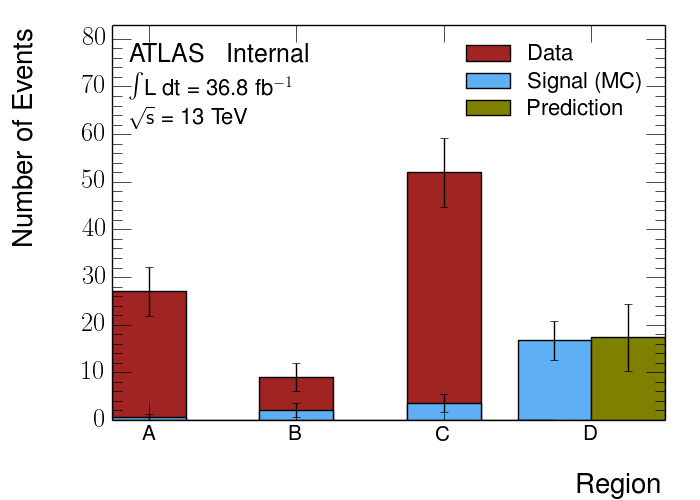 Number of Events
80
70
60
50
40
30
20
10
0
ATLAS Internal
∫L dt = 36.8 fb⁻¹
√s = 13 TeV
Data
Signal (MC)
Prediction
A B C D
Region